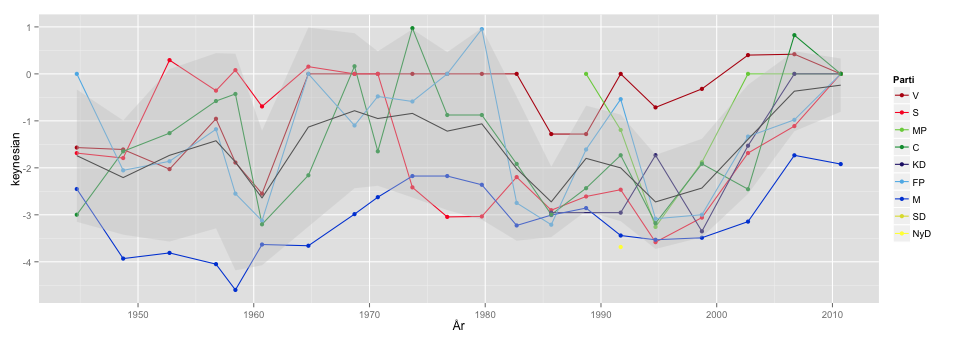 1
0
-1
-2
-3
-4
keynesian
1950
1960
1970
1980
1990
2000
2010
År
Parti
V
S
MP
C
KD
FP
M
SD
NyD